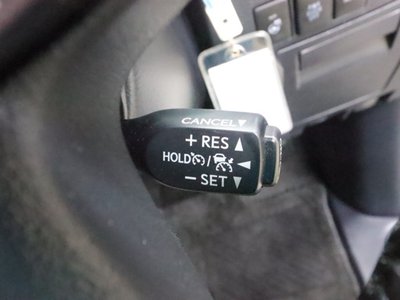 CANCEL▼
+ RES ▲
HOLD / ◀
− SET ▼